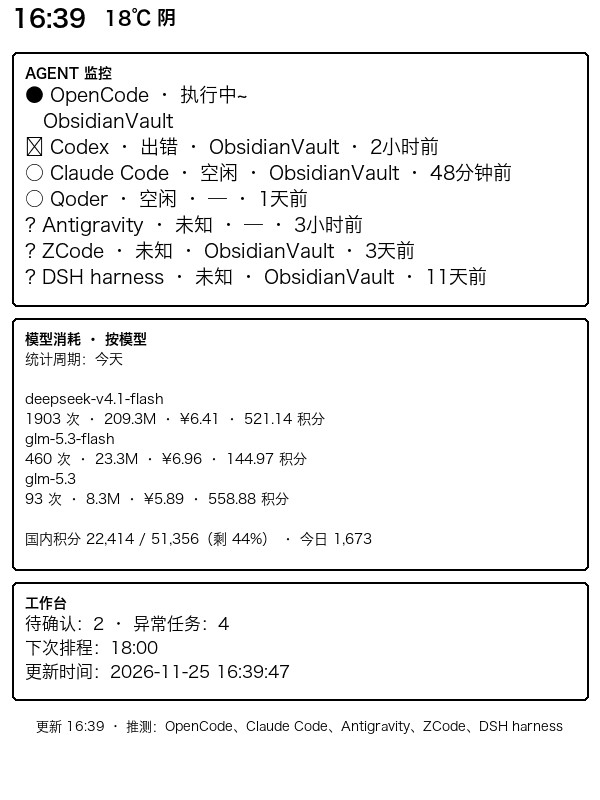 16:39 18℃ 阴
AGENT 监控
● OpenCode · 执行中~
ObsidianVault
☒ Codex · 出错 · ObsidianVault · 2小时前
○ Claude Code · 空闲 · ObsidianVault · 48分钟前
○ Qoder · 空闲 · — · 1天前
? Antigravity · 未知 · — · 3小时前
? ZCode · 未知 · ObsidianVault · 3天前
? DSH harness · 未知 · ObsidianVault · 11天前
模型消耗 · 按模型
统计周期：今天
deepseek-v4.1-flash
1903 次 · 209.3M · ¥6.41 · 521.14 积分
glm-5.3-flash
460 次 · 23.3M · ¥6.96 · 144.97 积分
glm-5.3
93 次 · 8.3M · ¥5.89 · 558.88 积分
国内积分 22,414 / 51,356（剩 44%） · 今日 1,673
工作台
待确认：2 · 异常任务：4
下次排程：18:00
更新时间：2026-11-25 16:39:47
更新 16:39 · 推测：OpenCode、Claude Code、Antigravity、ZCode、DSH harness